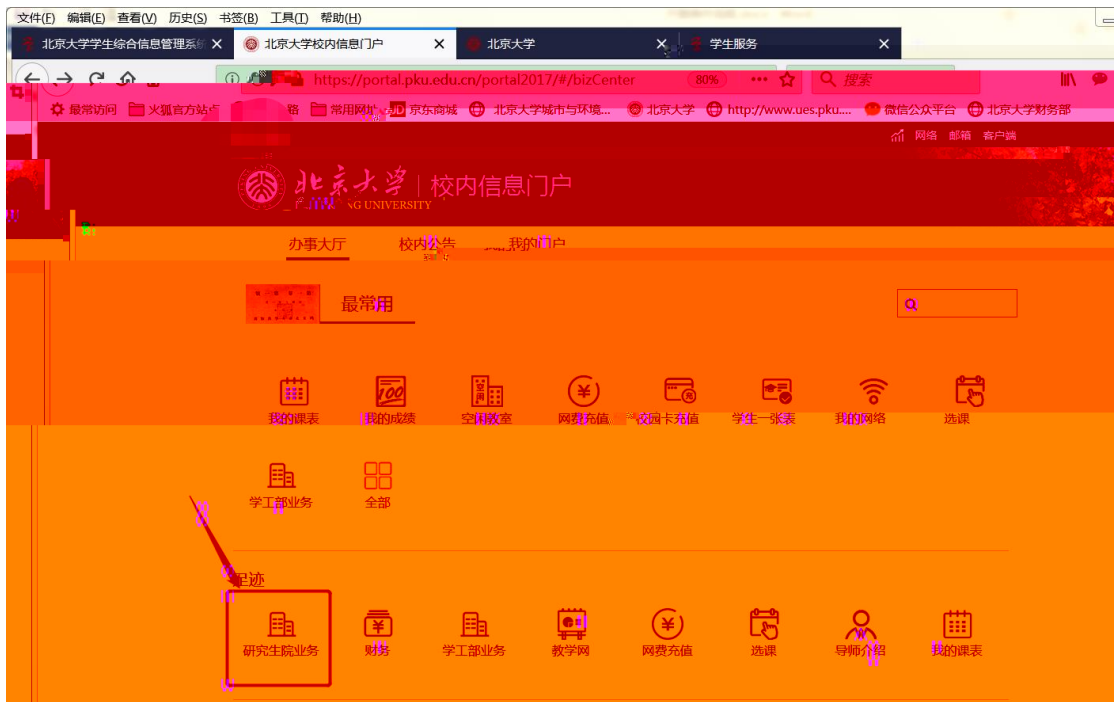 文件(F) 编辑(E) 查看(V) 历史(S) 书签(B) 工具(T) 帮助(H)
北京大学学生综合信息管理系统 北京大学校内信息门户 北京大学 学生服务
https://portal.pku.edu.cn/portal2017/#/bizCenter 80% 搜索
最常访问 火狐官方站点 路 常用网址 JD 京东商城 北京大学城市与环境... 北京大学 http://www.ues.pku.... 微信公众平台 北京大学财务部
网络 邮箱 客户端
北京大学 校内信息门户
NG UNIVERSITY
办事大厅 校内公告 我的门户
最常用
我的课表 我的成绩 空闲教室 网费充值 校园卡充值 学生一张表 我的网络 选课
学工部业务 全部
足迹
研究生院业务 财务 学工部业务 教学网 网费充值 选课 导师介绍 我的课表